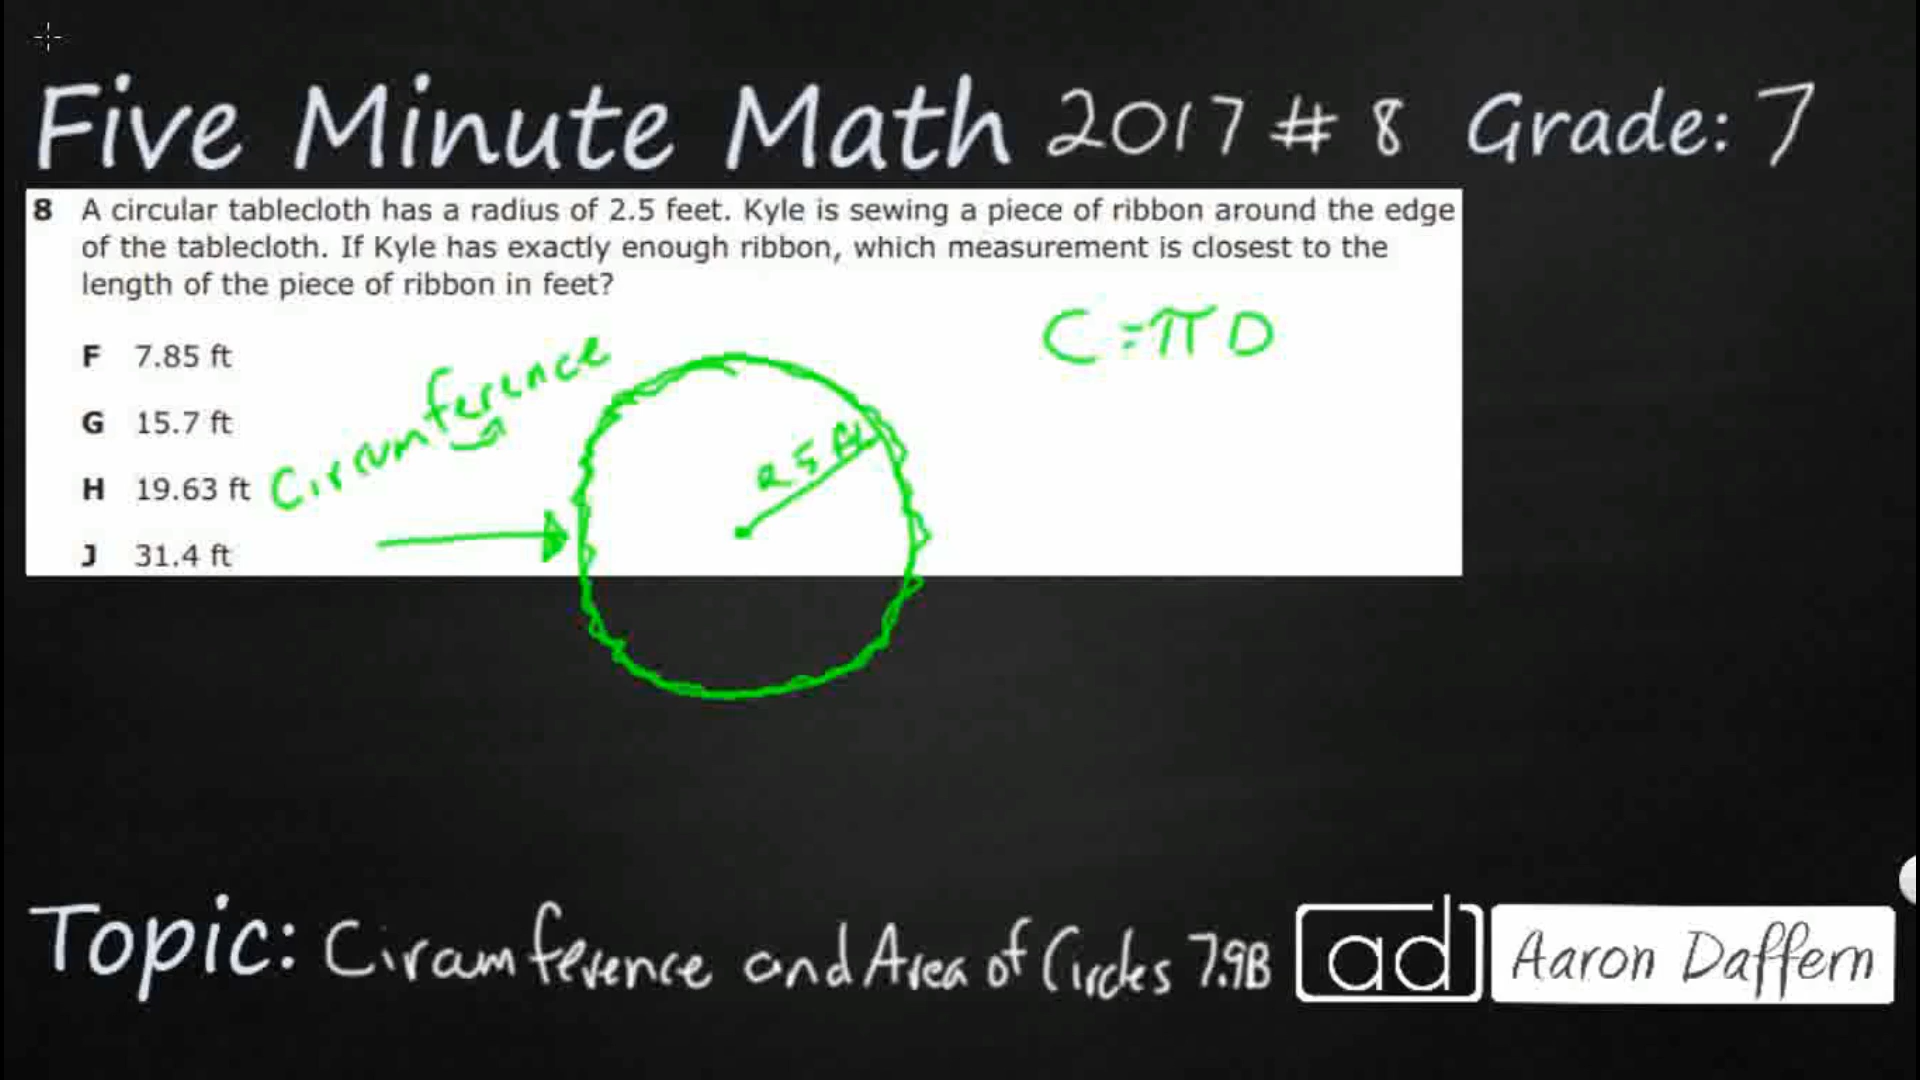 Five Minute Math 2017 # 8 Grade: 7
8 A circular tablecloth has a radius of 2.5 feet. Kyle is sewing a piece of ribbon around the edge
of the tablecloth. If Kyle has exactly enough ribbon, which measurement is closest to the
length of the piece of ribbon in feet?
F 7.85 ft
G 15.7 ft
H 19.63 ft
J 31.4 ft
Circumference
2.5 ft
C=πD
Topic: Circumference and Area of Circles 7.9B
ad Aaron Daffern